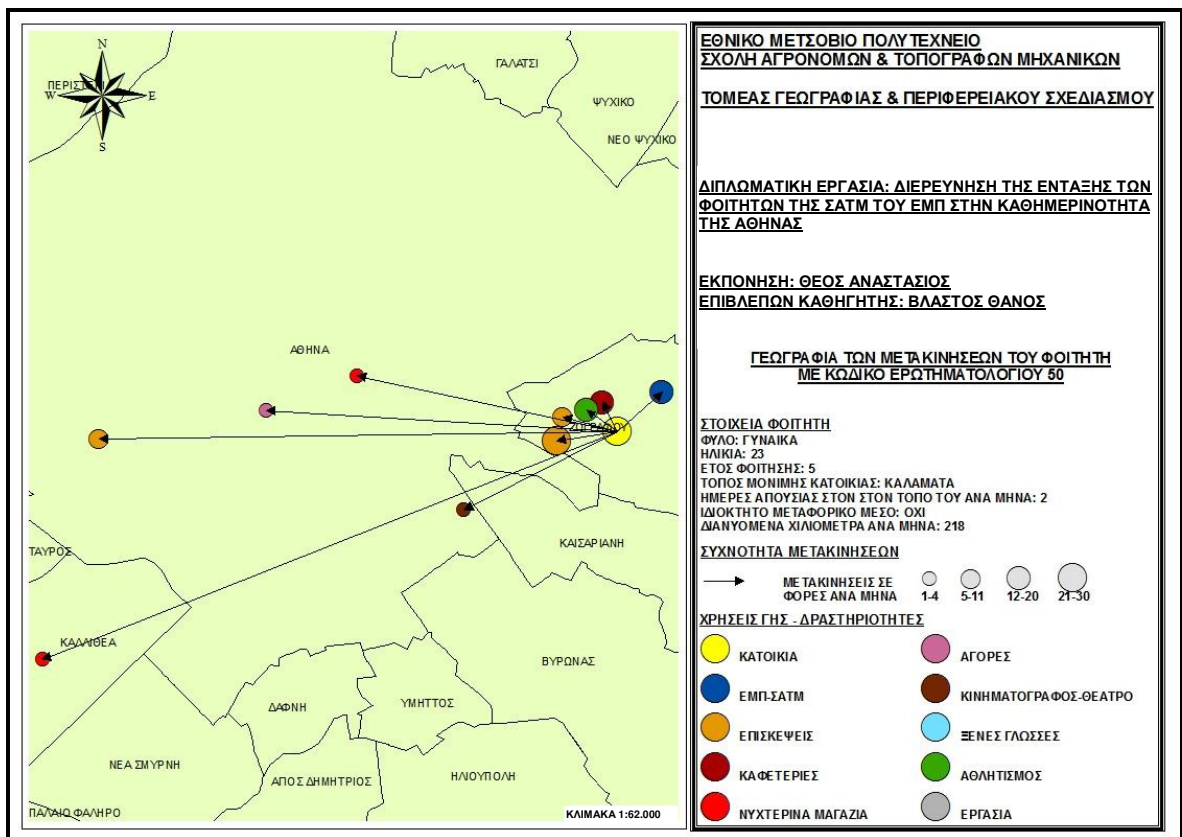 N
W
E
S
ΠΕΡΙΣΤΕΡΙ
ΓΑΛΑΤΣΙ
ΨΥΧΙΚΟ
ΝΕΟ ΨΥΧΙΚΟ
ΑΘΗΝΑ
ΚΑΙΣΑΡΙΑΝΗ
ΤΑΥΡΟΣ
ΚΑΛΛΙΘΕΑ
ΒΥΡΩΝΑΣ
ΔΑΦΝΗ
ΥΜΗΤΤΟΣ
ΝΕΑ ΣΜΥΡΝΗ
ΑΓΙΟΣ ΔΗΜΗΤΡΙΟΣ
ΗΛΙΟΥΠΟΛΗ
ΠΑΛΑΙΟ ΦΑΛΗΡΟ
ΚΛΙΜΑΚΑ 1:62.000
ΕΘΝΙΚΟ ΜΕΤΣΟΒΙΟ ΠΟΛΥΤΕΧΝΕΙΟ
ΣΧΟΛΗ ΑΓΡΟΝΟΜΩΝ & ΤΟΠΟΓΡΑΦΩΝ ΜΗΧΑΝΙΚΩΝ
ΤΟΜΕΑΣ ΓΕΩΓΡΑΦΙΑΣ & ΠΕΡΙΦΕΡΕΙΑΚΟΥ ΣΧΕΔΙΑΣΜΟΥ
ΔΙΠΛΩΜΑΤΙΚΗ ΕΡΓΑΣΙΑ: ΔΙΕΡΕΥΝΗΣΗ ΤΗΣ ΕΝΤΑΞΗΣ ΤΩΝ
ΦΟΙΤΗΤΩΝ ΤΗΣ ΣΑΤΜ ΤΟΥ ΕΜΠ ΣΤΗΝ ΚΑΘΗΜΕΡΙΝΟΤΗΤΑ
ΤΗΣ ΑΘΗΝΑΣ
ΕΚΠΟΝΗΣΗ: ΘΕΟΣ ΑΝΑΣΤΑΣΙΟΣ
ΕΠΙΒΛΕΠΩΝ ΚΑΘΗΓΗΤΗΣ: ΒΛΑΣΤΟΣ ΘΑΝΟΣ
ΓΕΩΓΡΑΦΙΑ ΤΩΝ ΜΕΤΑΚΙΝΗΣΕΩΝ ΤΟΥ ΦΟΙΤΗΤΗ
ΜΕ ΚΩΔΙΚΟ ΕΡΩΤΗΜΑΤΟΛΟΓΙΟΥ 50
ΣΤΟΙΧΕΙΑ ΦΟΙΤΗΤΗ
ΦΥΛΟ: ΓΥΝΑΙΚΑ
ΗΛΙΚΙΑ: 23
ΕΤΟΣ ΦΟΙΤΗΣΗΣ: 5
ΤΟΠΟΣ ΜΟΝΙΜΗΣ ΚΑΤΟΙΚΙΑΣ: ΚΑΛΑΜΑΤΑ
ΗΜΕΡΕΣ ΑΠΟΥΣΙΑΣ ΣΤΟΝ ΣΤΟΝ ΤΟΠΟ ΤΟΥ ΑΝΑ ΜΗΝΑ: 2
ΙΔΙΟΚΤΗΤΟ ΜΕΤΑΦΟΡΙΚΟ ΜΕΣΟ: ΟΧΙ
ΔΙΑΝΥΟΜΕΝΑ ΧΙΛΙΟΜΕΤΡΑ ΑΝΑ ΜΗΝΑ: 218
ΣΥΧΝΟΤΗΤΑ ΜΕΤΑΚΙΝΗΣΕΩΝ
ΜΕΤΑΚΙΝΗΣΕΙΣ ΣΕ
ΦΟΡΕΣ ΑΝΑ ΜΗΝΑ 1-4 5-11 12-20 21-30
ΧΡΗΣΕΙΣ ΓΗΣ - ΔΡΑΣΤΗΡΙΟΤΗΤΕΣ
ΚΑΤΟΙΚΙΑ
ΑΓΟΡΕΣ
ΕΜΠ-ΣΑΤΜ
ΚΙΝΗΜΑΤΟΓΡΑΦΟΣ-ΘΕΑΤΡΟ
ΕΠΙΣΚΕΨΕΙΣ
ΞΕΝΕΣ ΓΛΩΣΣΕΣ
ΚΑΦΕΤΕΡΙΕΣ
ΑΘΛΗΤΙΣΜΟΣ
ΝΥΧΤΕΡΙΝΑ ΜΑΓΑΖΙΑ
ΕΡΓΑΣΙΑ